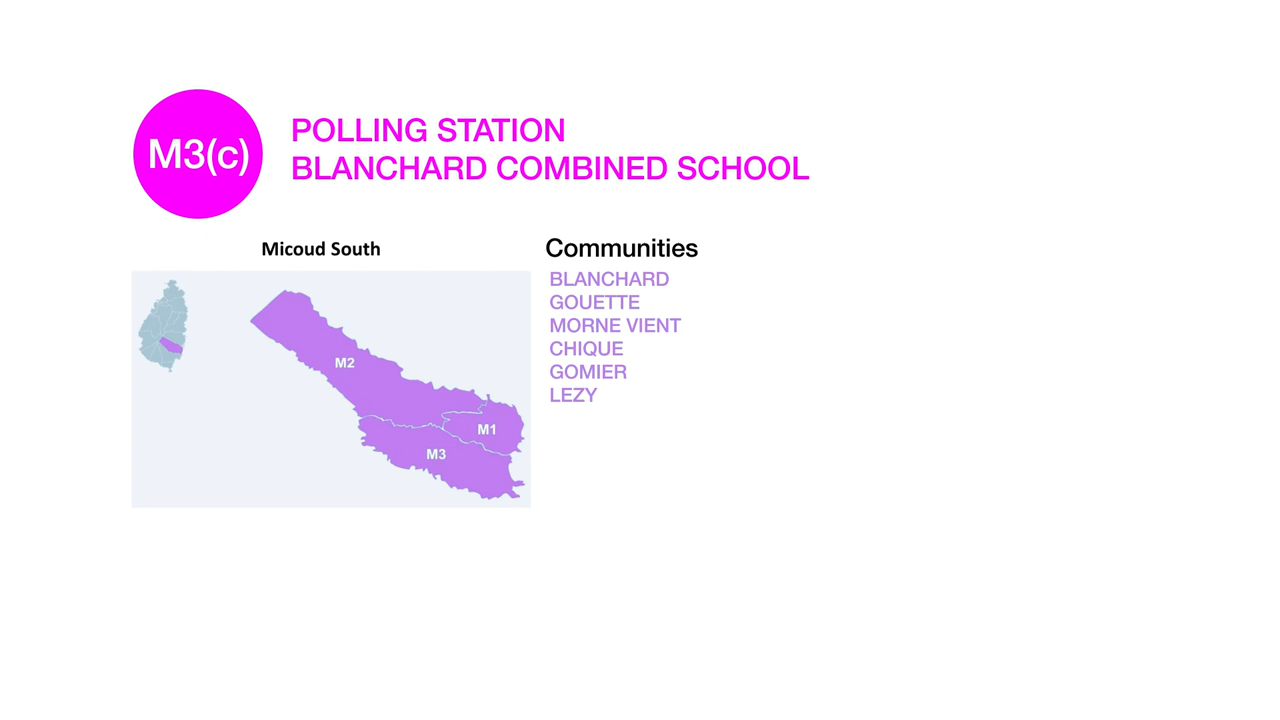 M3(c)
POLLING STATION
BLANCHARD COMBINED SCHOOL
Micoud South
M2
M1
M3
Communities
BLANCHARD
GOUETTE
MORNE VIENT
CHIQUE
GOMIER
LEZY